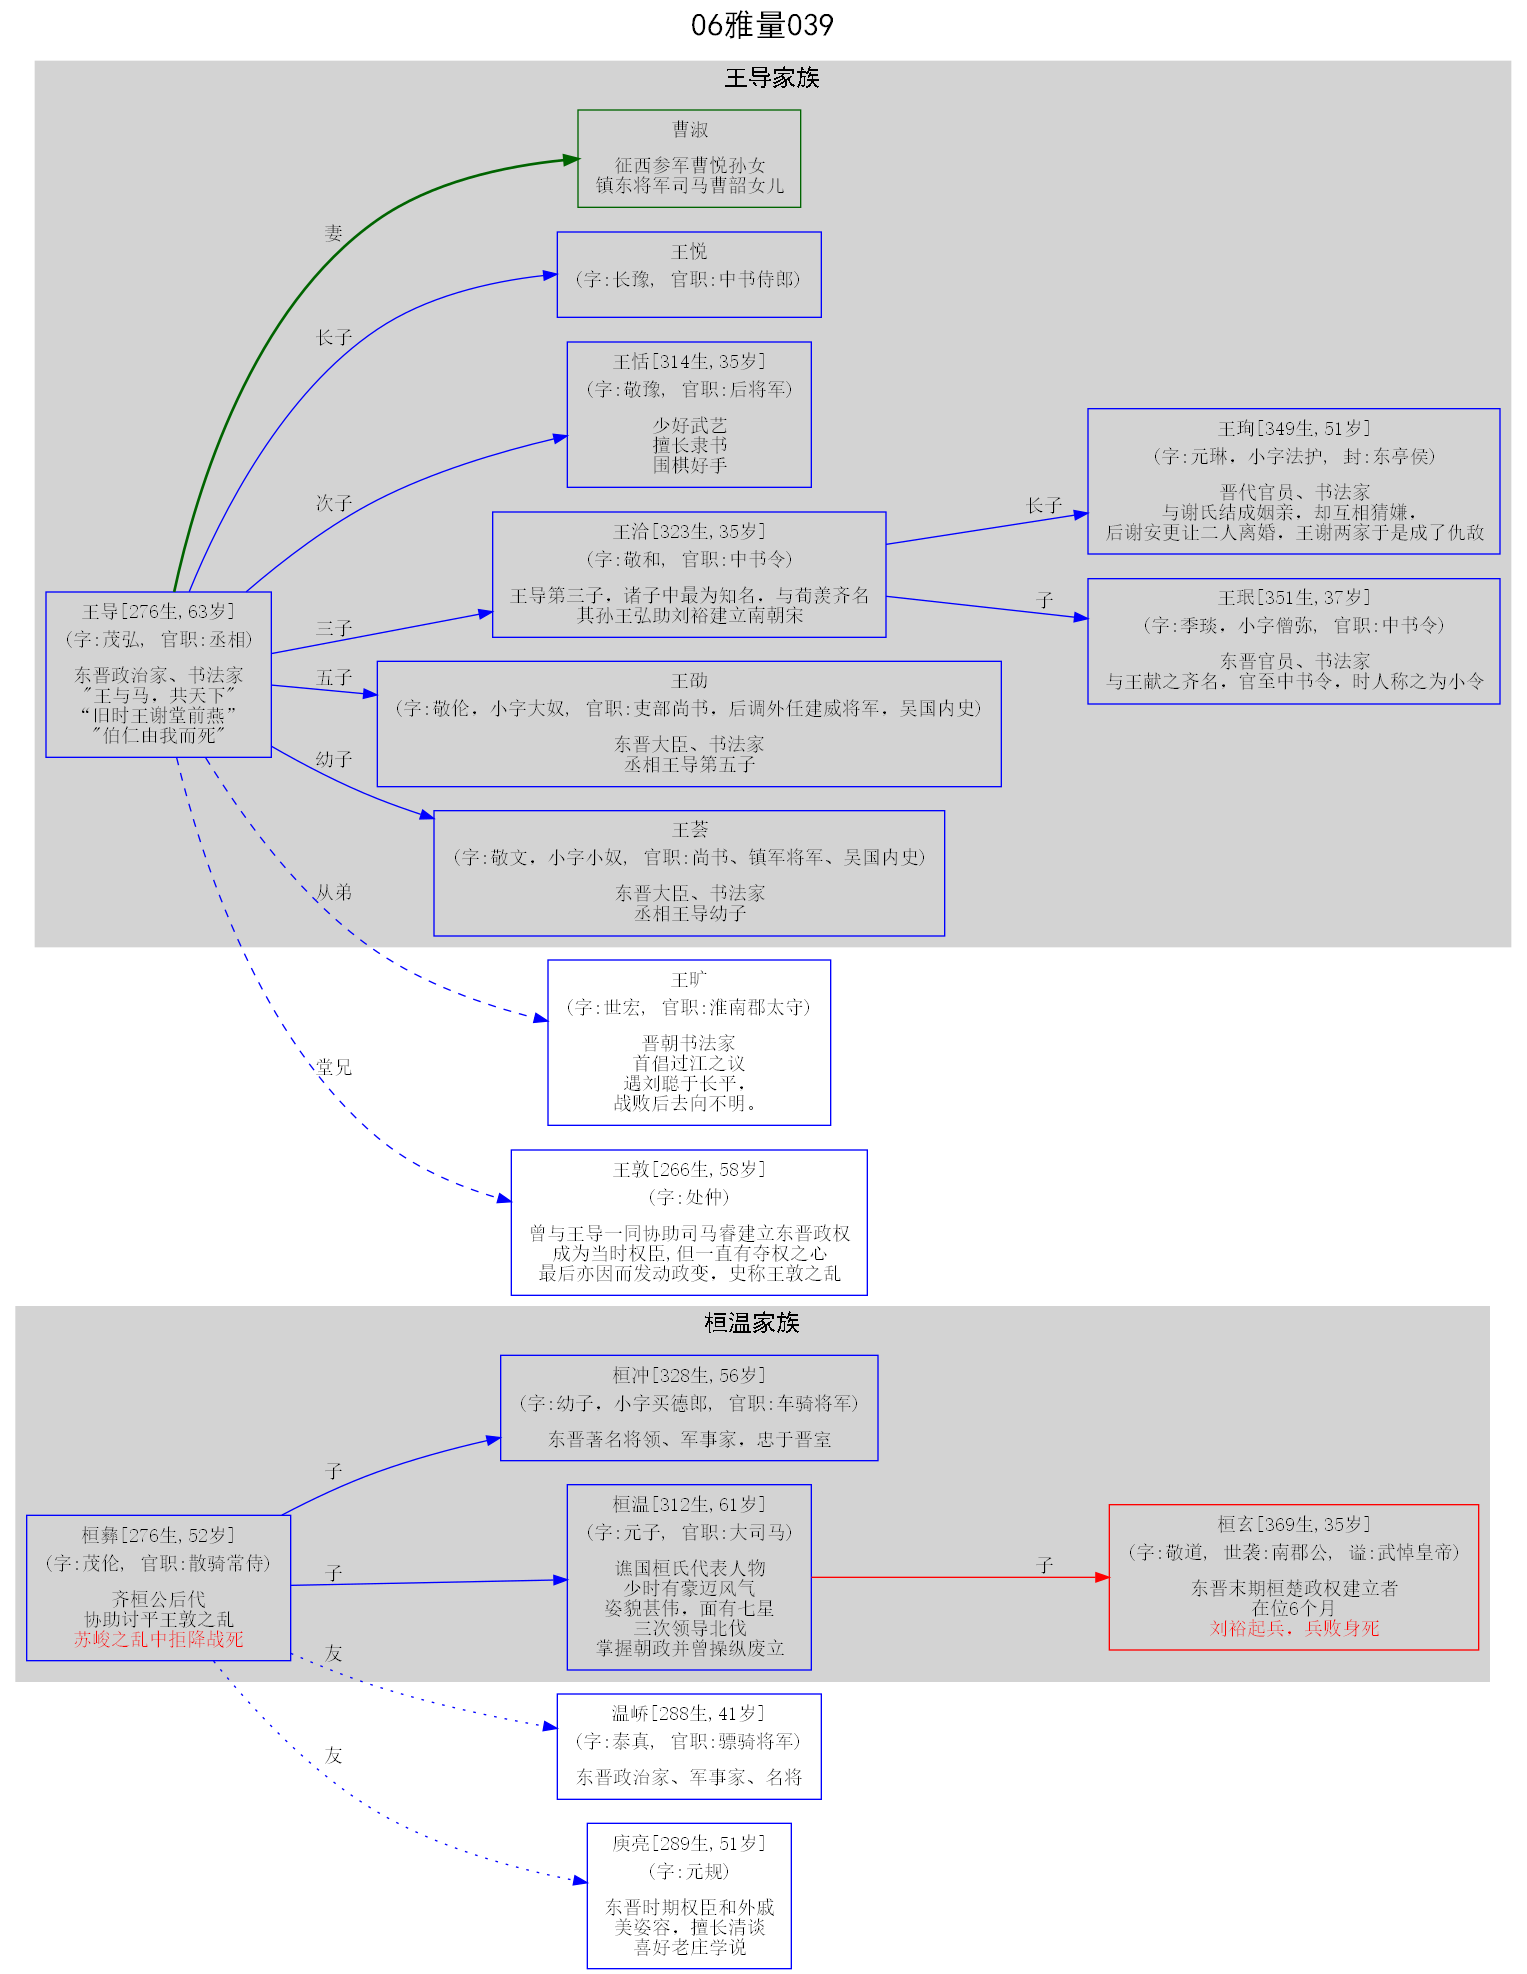 06雅量039
王导家族
曹淑
征西参军曹悦孙女
镇东将军司马曹韶女儿
妻
王悦
(字:长豫, 官职:中书侍郎)
长子
王恬[314生,35岁]
(字:敬豫, 官职:后将军)
少好武艺
擅长隶书
围棋好手
次子
王珣[349生,51岁]
(字:元琳，小字法护, 封:东亭侯)
晋代官员、书法家
与谢氏结成姻亲，却互相猜嫌，
后谢安更让二人离婚，王谢两家于是成了仇敌
长子
王洽[323生,35岁]
(字:敬和, 官职:中书令)
王导第三子，诸子中最为知名，与荀羡齐名
其孙王弘助刘裕建立南朝宋
三子
王珉[351生,37岁]
(字:季琰，小字僧弥, 官职:中书令)
东晋官员、书法家
与王献之齐名，官至中书令，时人称之为小令
子
王导[276生,63岁]
(字:茂弘, 官职:丞相)
东晋政治家、书法家
"王与马，共天下"
“旧时王谢堂前燕”
"伯仁由我而死"
五子
王劭
(字:敬伦，小字大奴, 官职:吏部尚书，后调外任建威将军，吴国内史)
东晋大臣、书法家
丞相王导第五子
幼子
王荟
(字:敬文，小字小奴, 官职:尚书、镇军将军、吴国内史)
东晋大臣、书法家
丞相王导幼子
从弟
王旷
(字:世宏, 官职:淮南郡太守)
晋朝书法家
首倡过江之议
遇刘聪于长平，
战败后去向不明。
堂兄
王敦[266生,58岁]
(字:处仲)
曾与王导一同协助司马睿建立东晋政权
成为当时权臣,但一直有夺权之心
最后亦因而发动政变，史称王敦之乱
桓温家族
桓冲[328生,56岁]
(字:幼子，小字买德郎, 官职:车骑将军)
东晋著名将领、军事家，忠于晋室
子
桓彝[276生,52岁]
(字:茂伦, 官职:散骑常侍)
齐桓公后代
协助讨平王敦之乱
苏峻之乱中拒降战死
子
桓温[312生,61岁]
(字:元子, 官职:大司马)
谯国桓氏代表人物
少时有豪迈风气
姿貌甚伟，面有七星
三次领导北伐
掌握朝政并曾操纵废立
子
桓玄[369生,35岁]
(字:敬道, 世袭:南郡公, 谥:武悼皇帝)
东晋末期桓楚政权建立者
在位6个月
刘裕起兵，兵败身死
友
温峤[288生,41岁]
(字:泰真, 官职:骠骑将军)
东晋政治家、军事家、名将
友
庾亮[289生,51岁]
(字:元规)
东晋时期权臣和外戚
美姿容，擅长清谈
喜好老庄学说